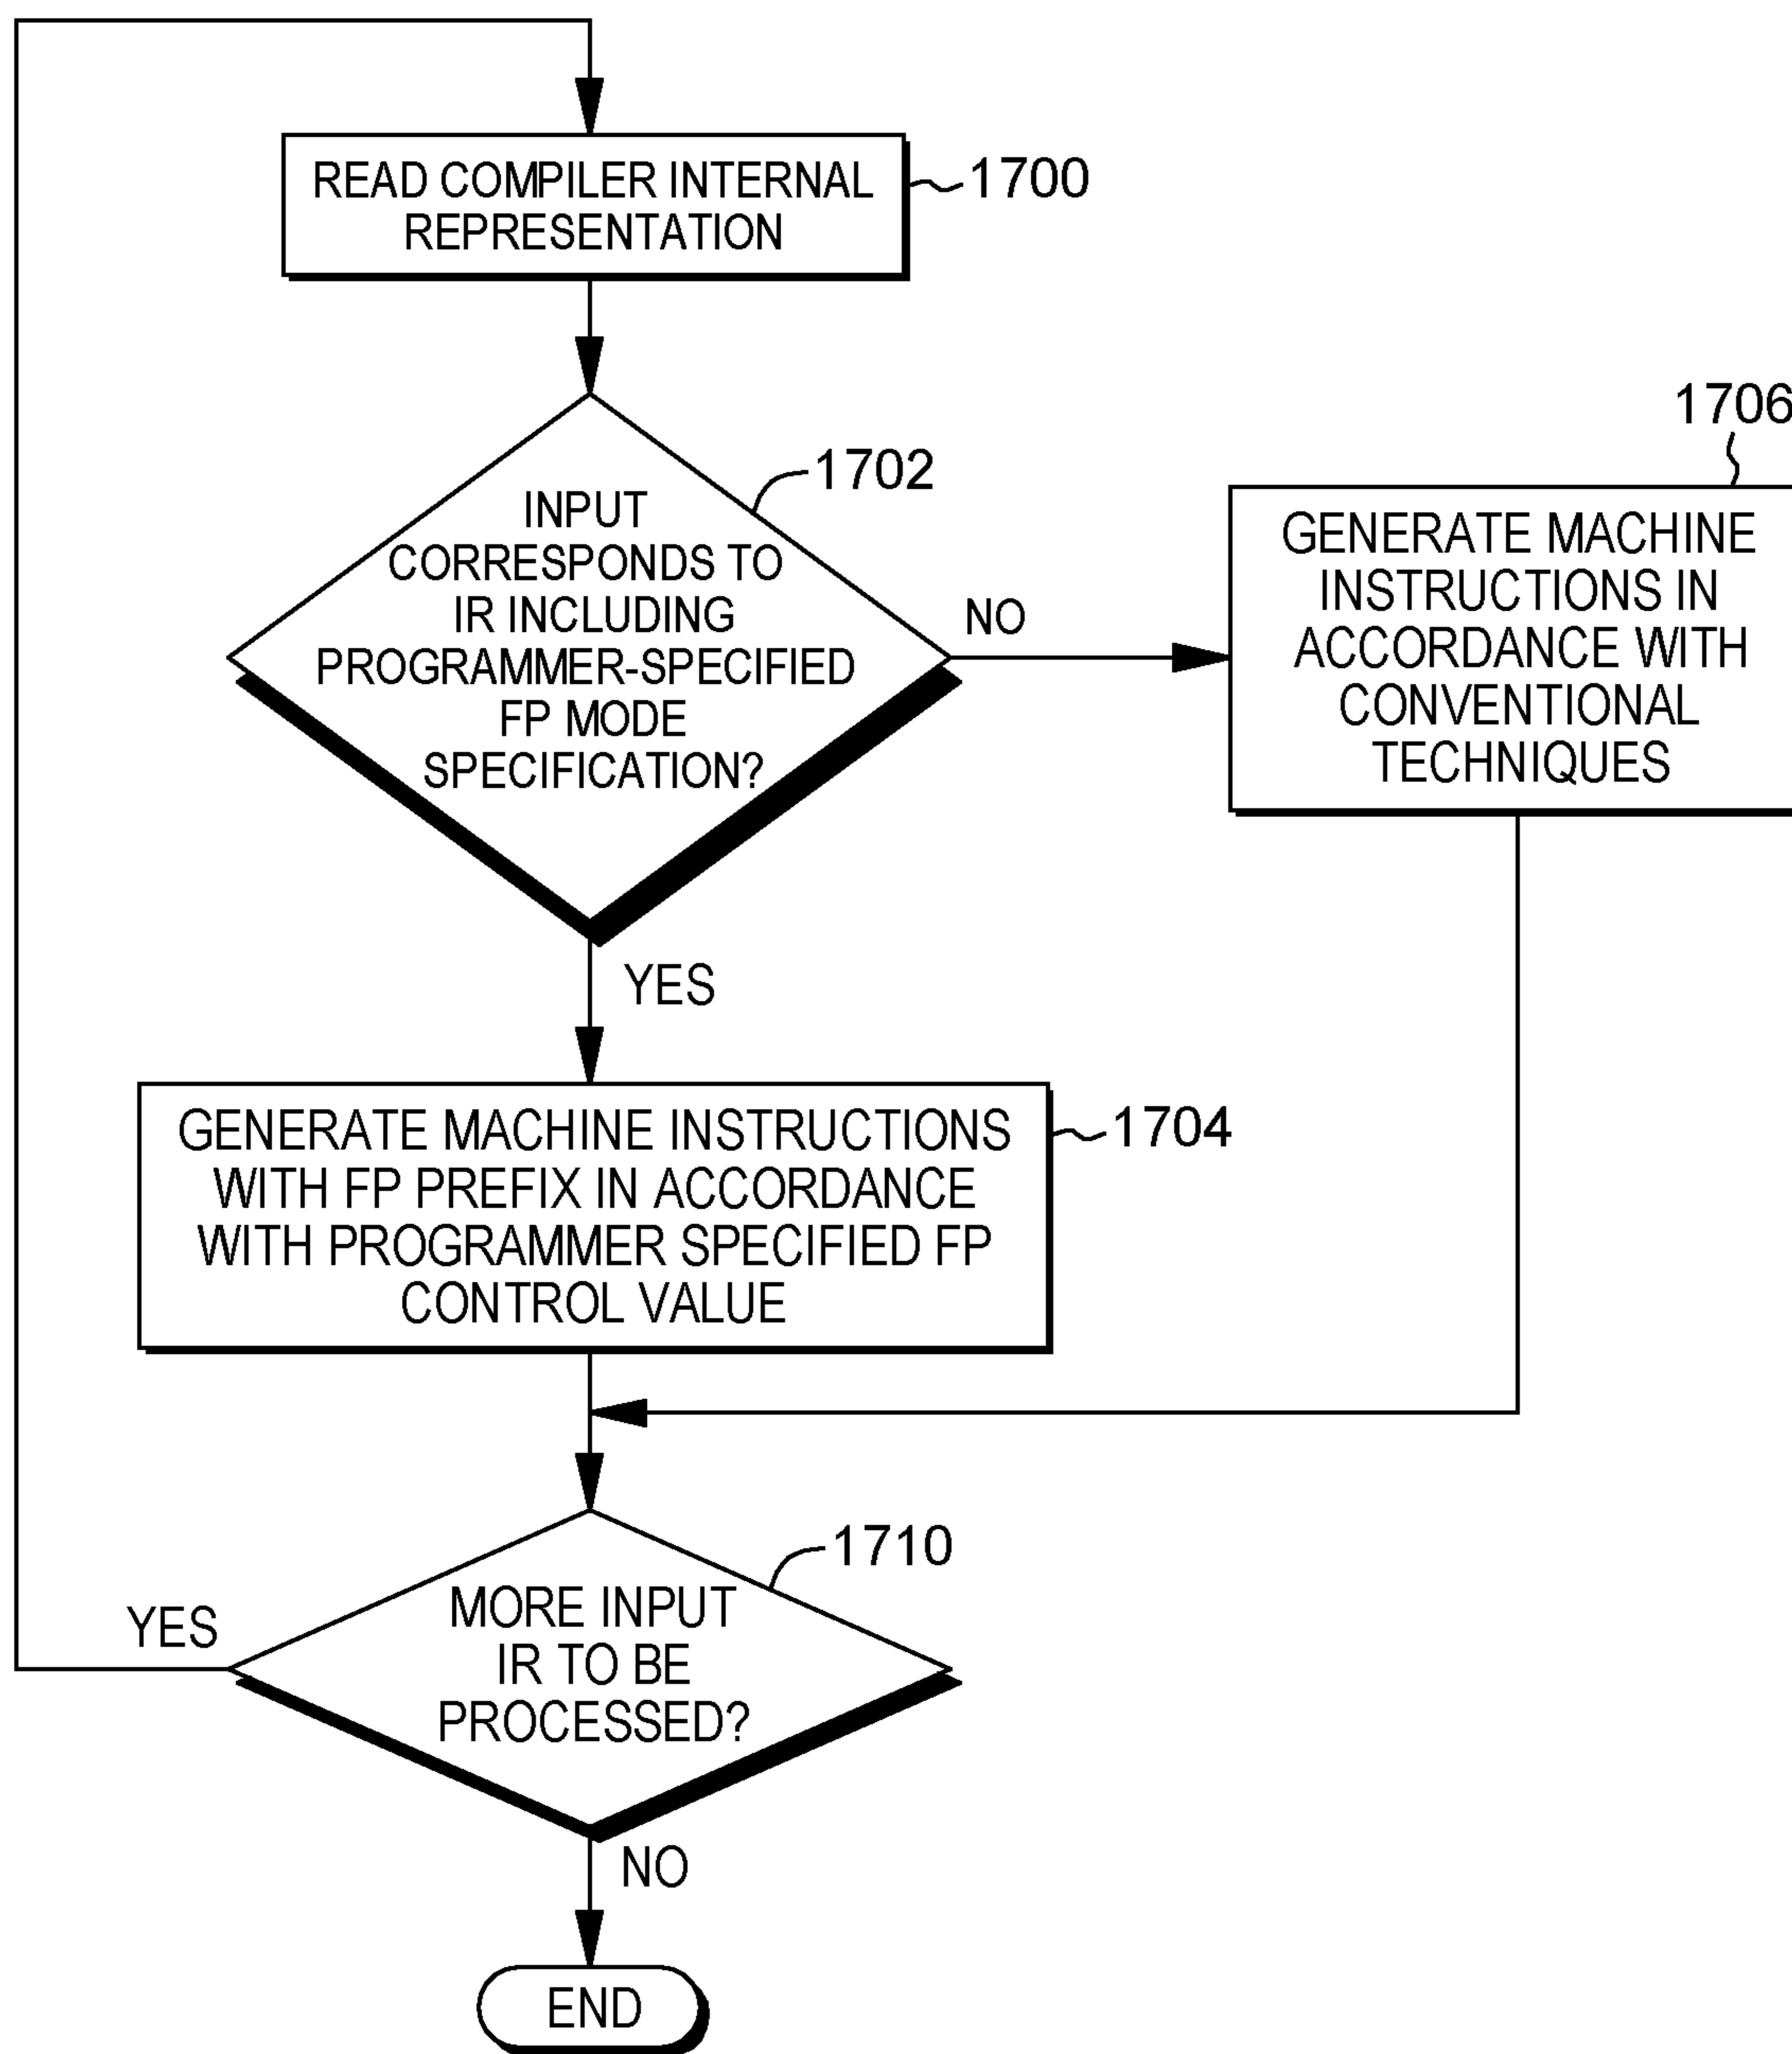 READ COMPILER INTERNAL
REPRESENTATION
1700
1702
INPUT
CORRESPONDS TO
IR INCLUDING
PROGRAMMER-SPECIFIED
FP MODE
SPECIFICATION?
NO
1706
GENERATE MACHINE
INSTRUCTIONS IN
ACCORDANCE WITH
CONVENTIONAL
TECHNIQUES
YES
GENERATE MACHINE INSTRUCTIONS
WITH FP PREFIX IN ACCORDANCE
WITH PROGRAMMER SPECIFIED FP
CONTROL VALUE
1704
1710
MORE INPUT
IR TO BE
PROCESSED?
YES
NO
END